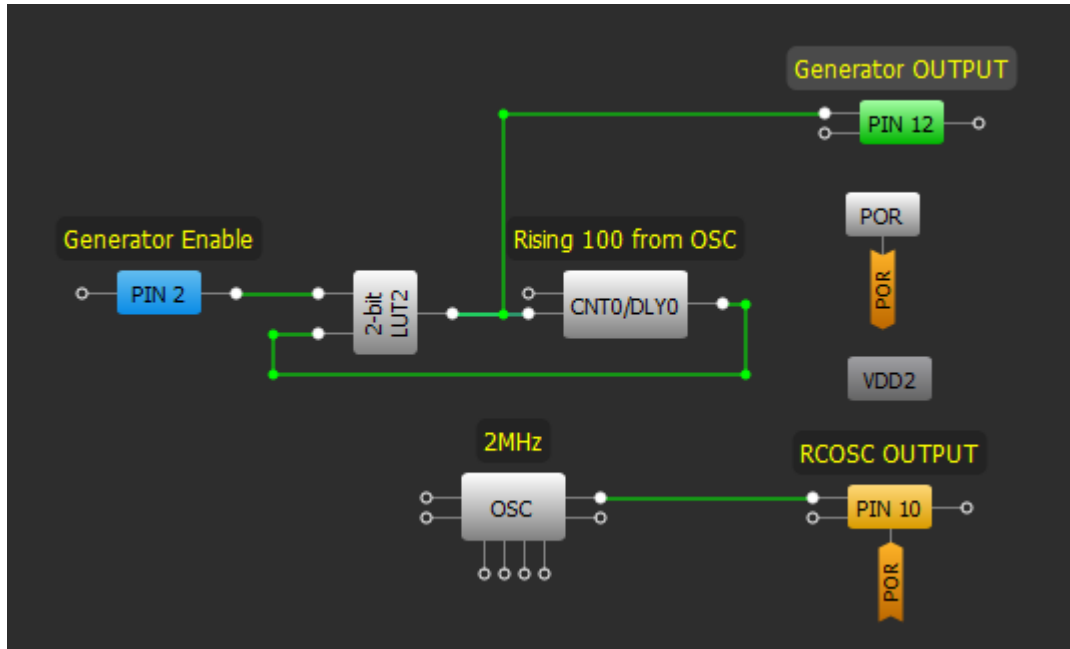 Generator OUTPUT
PIN 12
POR
POR
Generator Enable
PIN 2
2-bit
LUT2
Rising 100 from OSC
CNT0/DLY0
VDD2
2MHz
OSC
RCOSC OUTPUT
PIN 10
POR